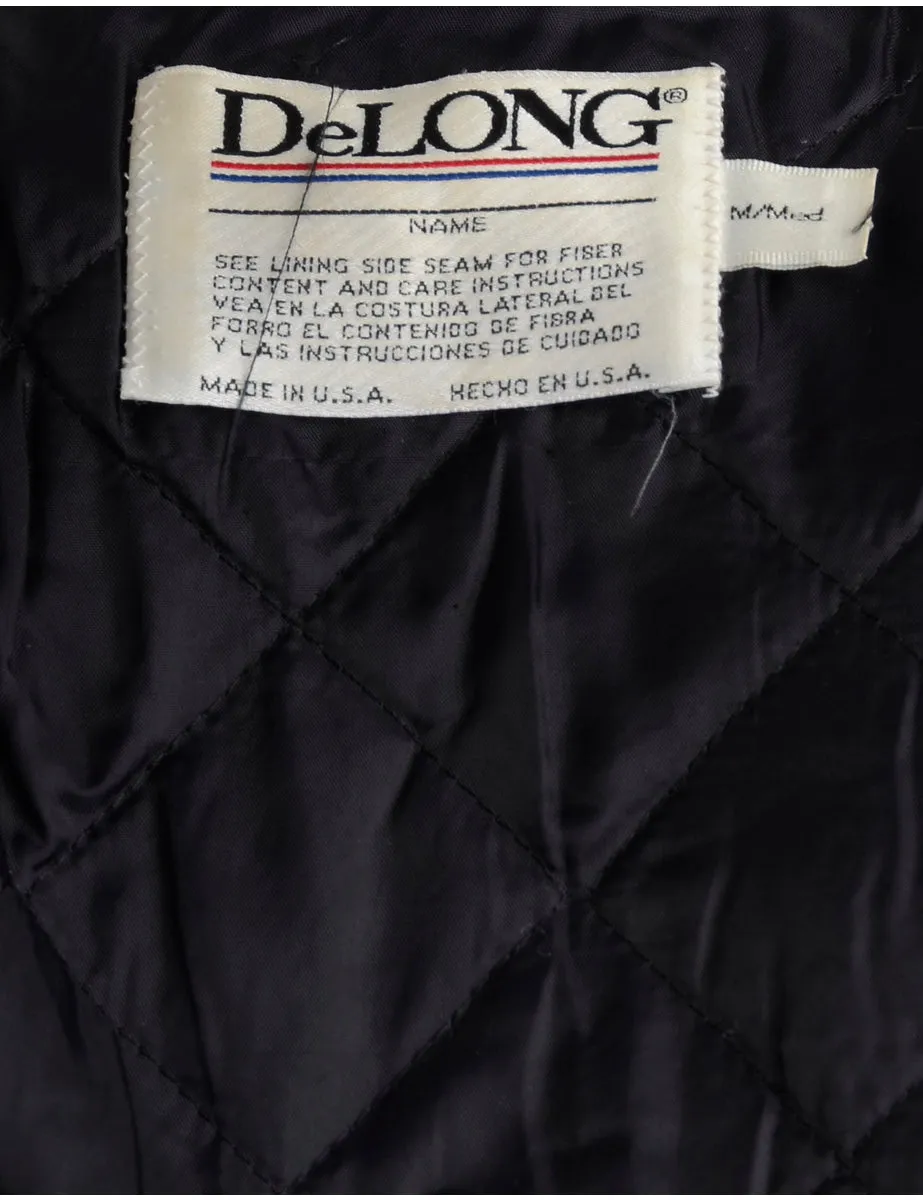 DeLONG®
NAME
M/Med
SEE LINING SIDE SEAM FOR FIBER
CONTENT AND CARE INSTRUCTIONS
VEA EN LA COSTURA LATERAL DEL
FORRO EL CONTENIDO DE FIBRA
Y LAS INSTRUCCIONES DE CUIDADO
MADE IN U.S.A. HECHO EN U.S.A.